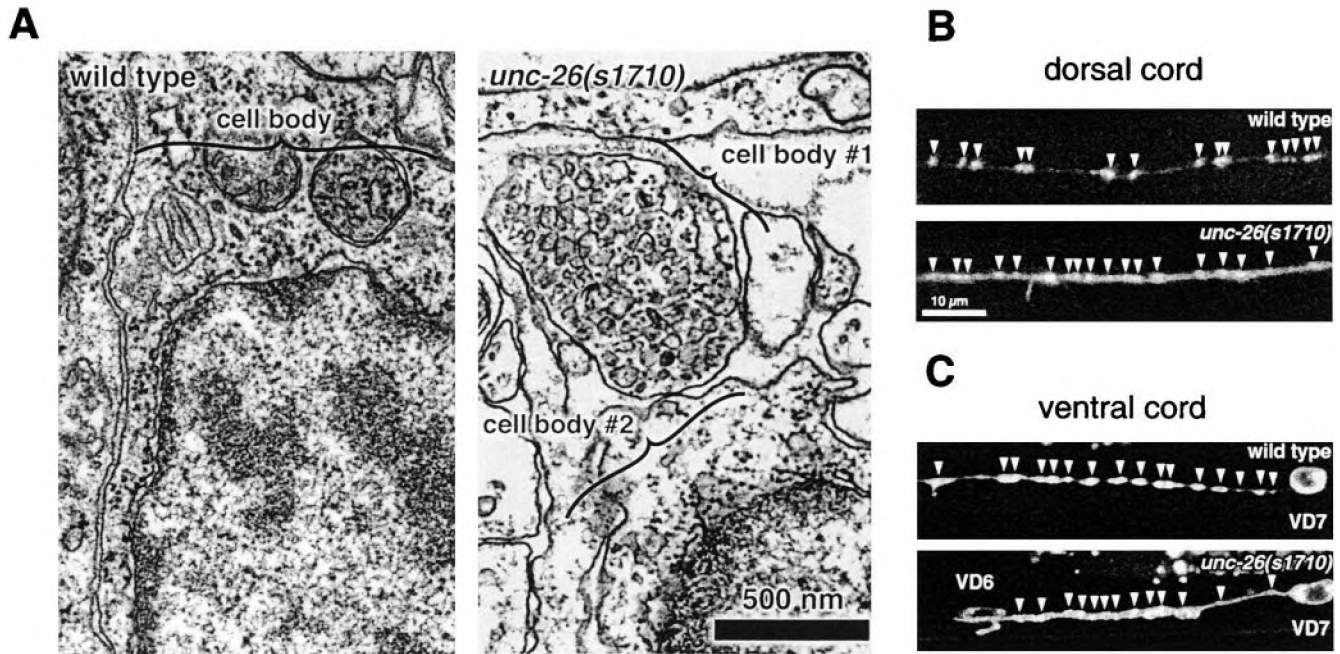 A
wild type
cell body
unc-26(s1710)
cell body #1
cell body #2
500 nm
B
dorsal cord
wild type
unc-26(s1710)
10 µm
C
ventral cord
wild type
VD7
unc-26(s1710)
VD6
VD7